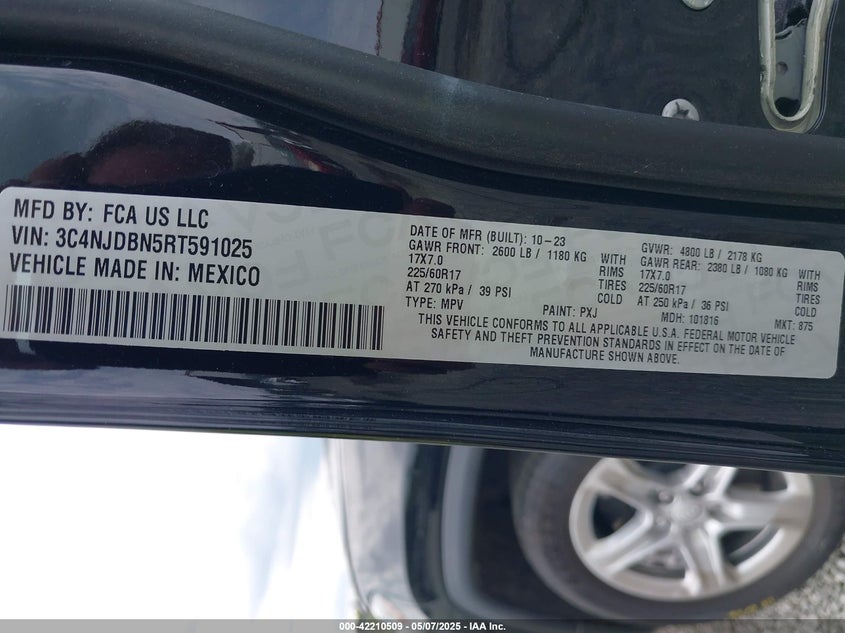 MFD BY: FCA US LLC
VIN: 3C4NJDBN5RT591025
VEHICLE MADE IN: MEXICO
DATE OF MFR (BUILT): 10-23
GVWR: 4800 LB / 2178 KG
GAWR FRONT: 2600 LB / 1180 KG WITH
GAWR REAR: 2380 LB / 1080 KG WITH
17X7.0 RIMS
17X7.0 RIMS
225/60R17 TIRES
225/60R17 TIRES
AT 270 kPa / 39 PSI COLD
AT 250 kPa / 36 PSI COLD
TYPE: MPV PAINT: PXJ MDH: 101816 MKT: 875
THIS VEHICLE CONFORMS TO ALL APPLICABLE U.S.A. FEDERAL MOTOR VEHICLE
SAFETY AND THEFT PREVENTION STANDARDS IN EFFECT ON THE DATE OF
MANUFACTURE SHOWN ABOVE.
000-42210509 - 05/07/2025 - IAA Inc.